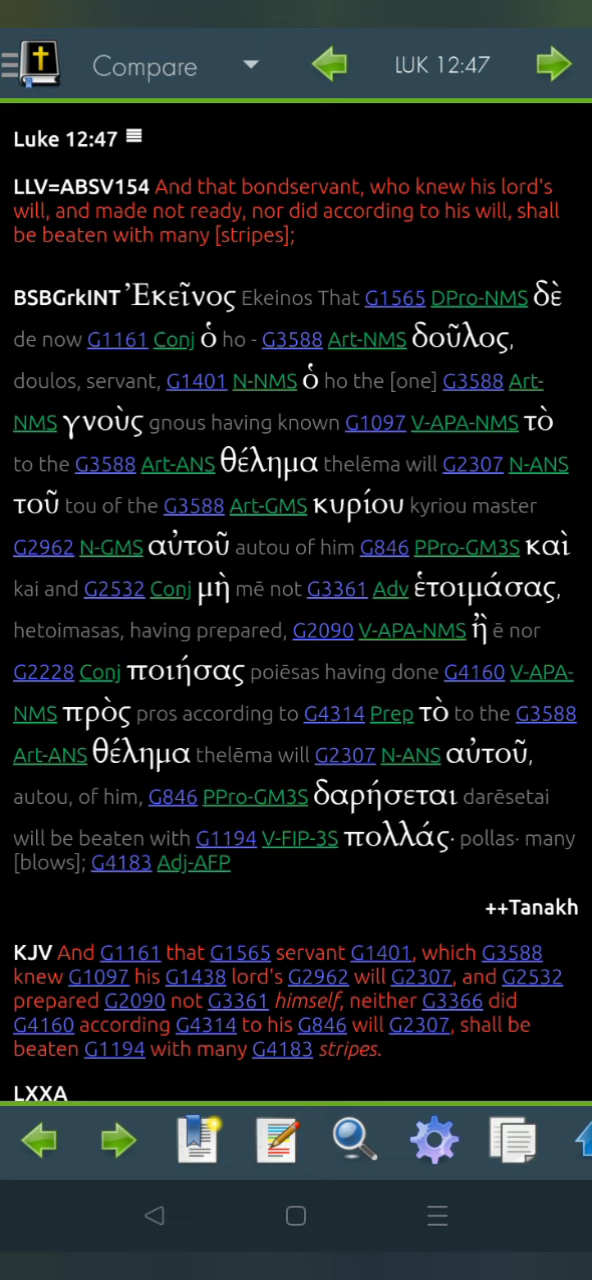 Compare
LUK 12:47
Luke 12:47
LLV=ABSV154 And that bondservant, who knew his lord's
will, and made not ready, nor did according to his will, shall
be beaten with many [stripes];
BSBGrkINT Ἐκεῖνος Ekeinos That G1565 DPro-NMS δὲ
de now G1161 Conj ὁ ho - G3588 Art-NMS δοῦλος,
doulos, servant, G1401 N-NMS ὁ ho the [one] G3588 Art-
NMS γνοὺς gnous having known G1097 V-APA-NMS τὸ
to the G3588 Art-ANS θέλημα thelēma will G2307 N-ANS
τοῦ tou of the G3588 Art-GMS κυρίου kyriou master
G2962 N-GMS αὐτοῦ autou of him G846 PPro-GM3S καὶ
kai and G2532 Conj μὴ mē not G3361 Adv ἑτοιμάσας,
hetoimasas, having prepared, G2090 V-APA-NMS ἢ ē nor
G2228 Conj ποιήσας poiēsas having done G4160 V-APA-
NMS πρὸς pros according to G4314 Prep τὸ to the G3588
Art-ANS θέλημα thelēma will G2307 N-ANS αὐτοῦ,
autou, of him, G846 PPro-GM3S δαρήσεται darēsetai
will be beaten with G1194 V-FIP-3S πολλάς· pollas· many
[blows]; G4183 Adj-AFP
++Tanakh
KJV And G1161 that G1565 servant G1401, which G3588
knew G1097 his G1438 lord's G2962 will G2307, and G2532
prepared G2090 not G3361 himself, neither G3366 did
G4160 according G4314 to his G846 will G2307, shall be
beaten G1194 with many G4183 stripes.
LXXA